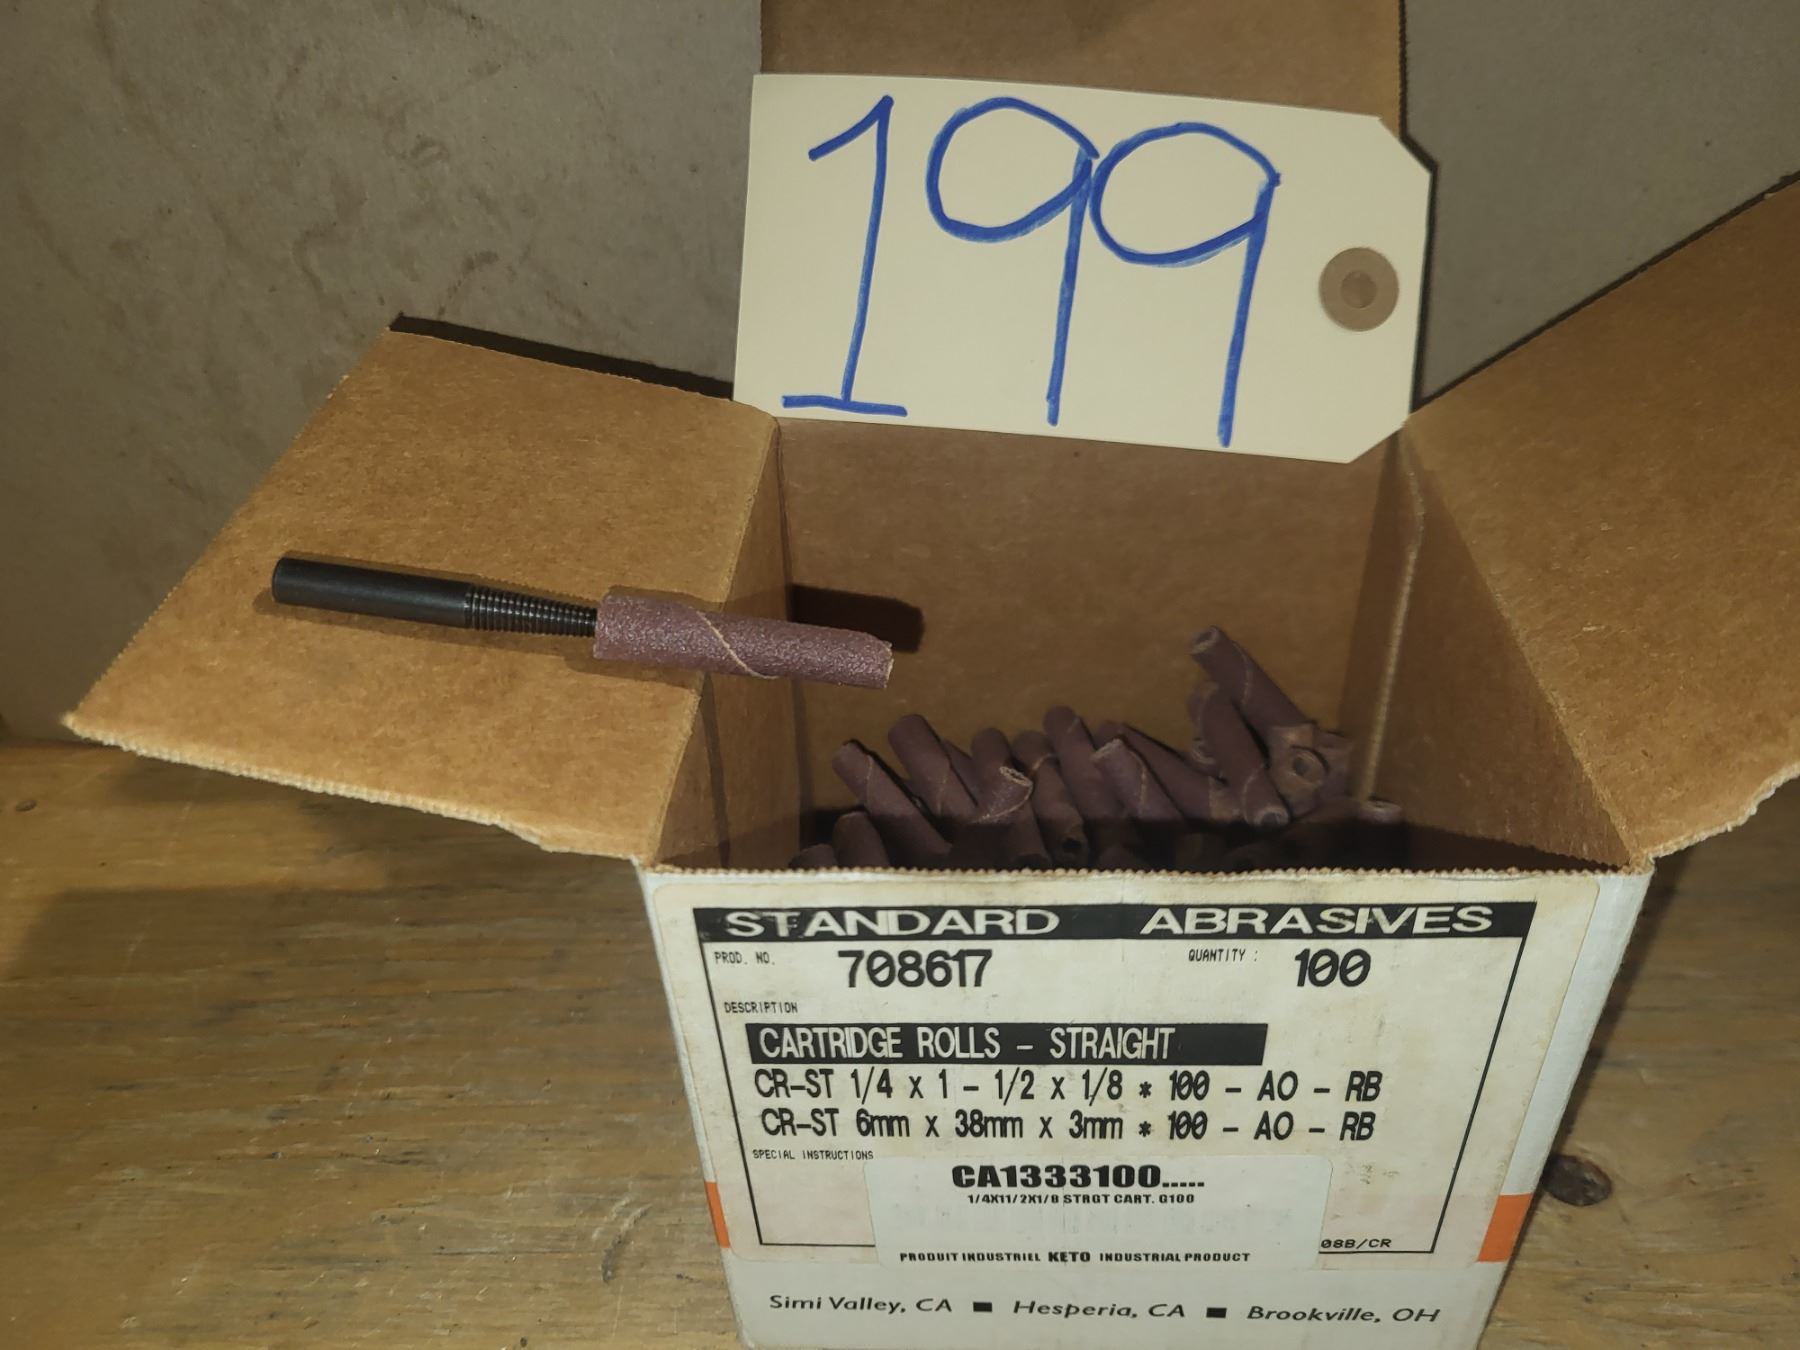 199
STANDARD ABRASIVES
PROD. NO. 708617 QUANTITY : 100
DESCRIPTION
CARTRIDGE ROLLS - STRAIGHT
CR-ST 1/4 x 1 - 1/2 x 1/8 * 100 - AO - RB
CR-ST 6mm x 38mm x 3mm * 100 - AO - RB
SPECIAL INSTRUCTIONS
CA1333100.....
1/4X11/2X1/8 STRGT CART. G100
PRODUIT INDUSTRIEL KETO INDUSTRIAL PRODUCT
08B/CR
Simi Valley, CA ■ Hesperia, CA ■ Brookville, OH